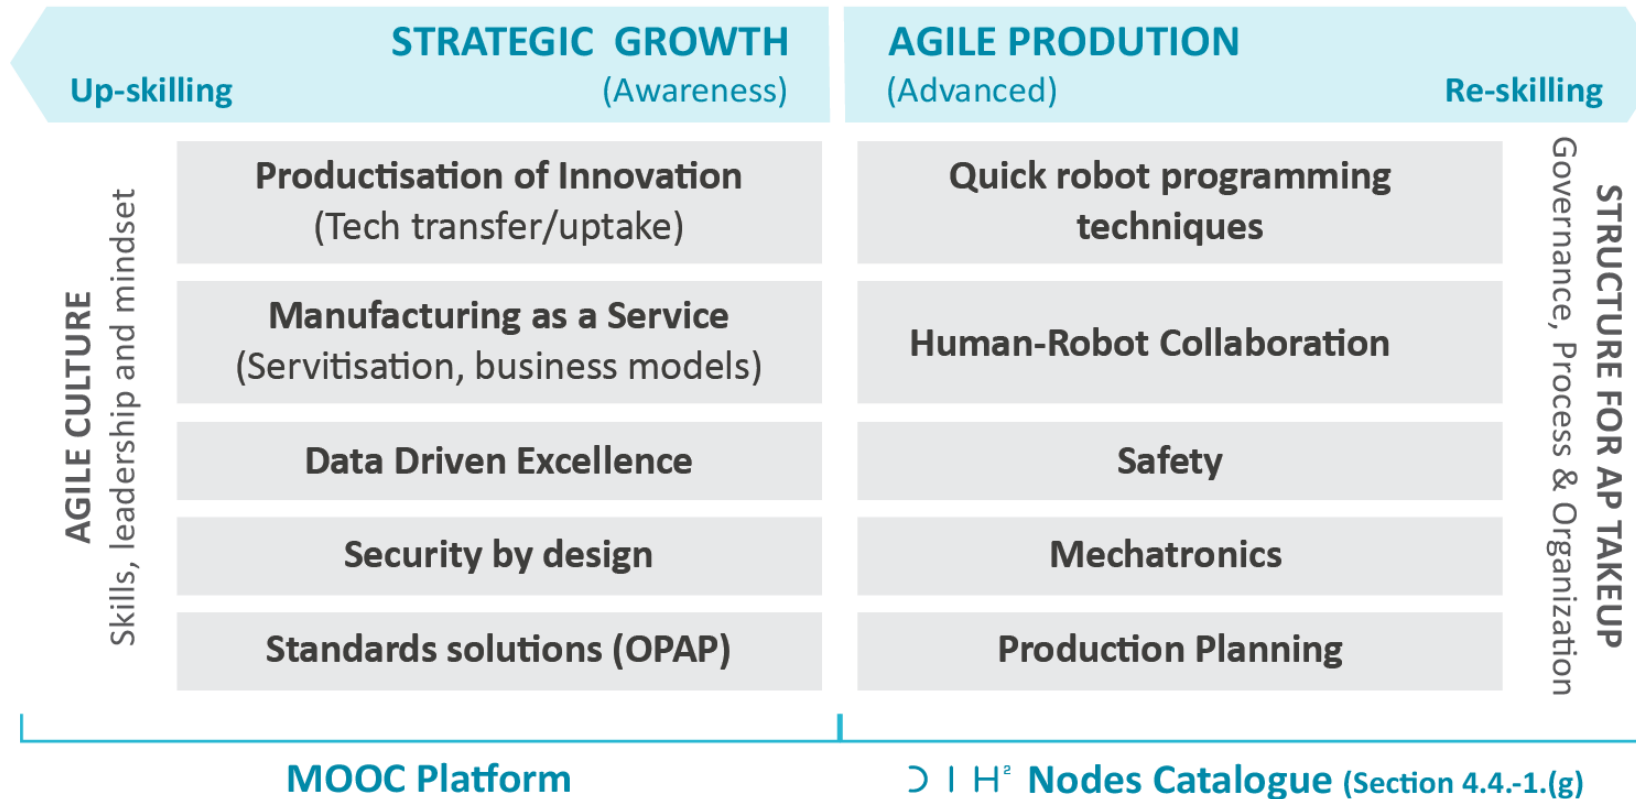 STRATEGIC GROWTH
(Awareness)
Up-skilling
AGILE PRODUTION
(Advanced)
Re-skilling
AGILE CULTURE
Skills, leadership and mindset
Productisation of Innovation
(Tech transfer/uptake)
Manufacturing as a Service
(Servitisation, business models)
Data Driven Excellence
Security by design
Standards solutions (OPAP)
Quick robot programming
techniques
Human-Robot Collaboration
Safety
Mechatronics
Production Planning
Governance, Process & Organization
STRUCTURE FOR AP TAKEUP
MOOC Platform
DIH² Nodes Catalogue (Section 4.4.-1.(g)